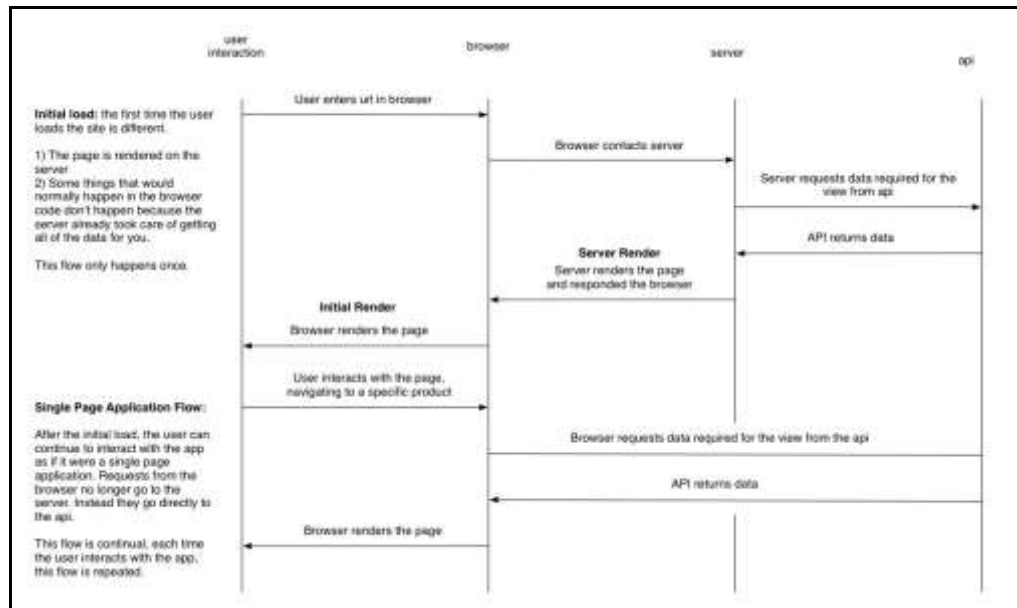 user
interaction
browser
server
api
User enters url in browser
Initial load: the first time the user
loads the site is different.
1) The page is rendered on the
server
2) Some things that would
normally happen in the browser
code don't happen because the
server already took care of getting
all of the data for you.
This flow only happens once.
Browser contacts server
Server requests data required for the
view from api
API returns data
Server Render
Server renders the page
and responded the browser
Initial Render
Browser renders the page
User interacts with the page,
navigating to a specific product
Single Page Application Flow:
After the initial load, the user can
continue to interact with the app
as if it were a single page
application. Requests from the
browser no longer go to the
server. Instead they go directly to
the api.
This flow is continual, each time
the user interacts with the app,
this flow is repeated.
Browser requests data required for the view from the api
API returns data
Browser renders the page